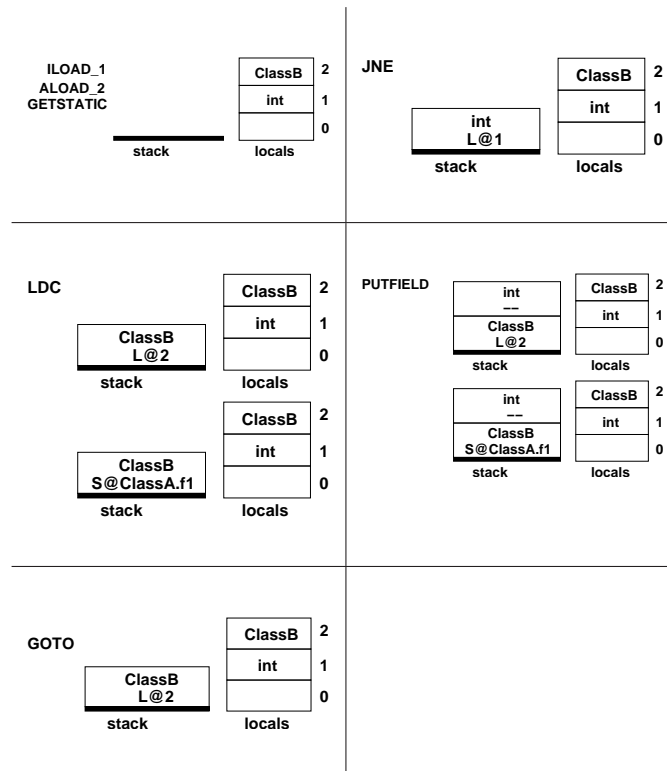 ILOAD_1
ALOAD_2
GETSTATIC
ClassB 2
int 1
0
stack locals
JNE
ClassB 2
int 1
int
L@1
0
stack locals
LDC
ClassB 2
int 1
ClassB
L@2
0
stack locals
ClassB 2
int 1
ClassB
S@ClassA.f1
0
stack locals
PUTFIELD
int
--
ClassB
L@2
ClassB 2
int 1
0
stack locals
int
--
ClassB
S@ClassA.f1
ClassB 2
int 1
0
stack locals
GOTO
ClassB 2
int 1
ClassB
L@2
0
stack locals